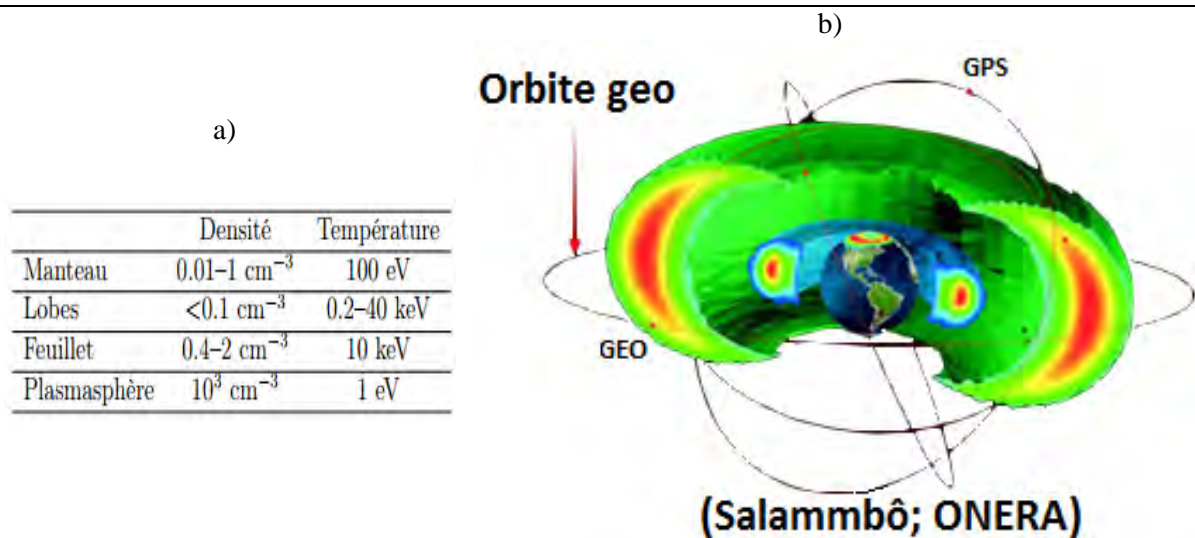 a)
Densité Température
Manteau 0.01–1 cm⁻³ 100 eV
Lobes <0.1 cm⁻³ 0.2–40 keV
Feuillet 0.4–2 cm⁻³ 10 keV
Plasmasphère 10³ cm⁻³ 1 eV
b)
Orbite geo
GPS
GEO
(Salammbô; ONERA)